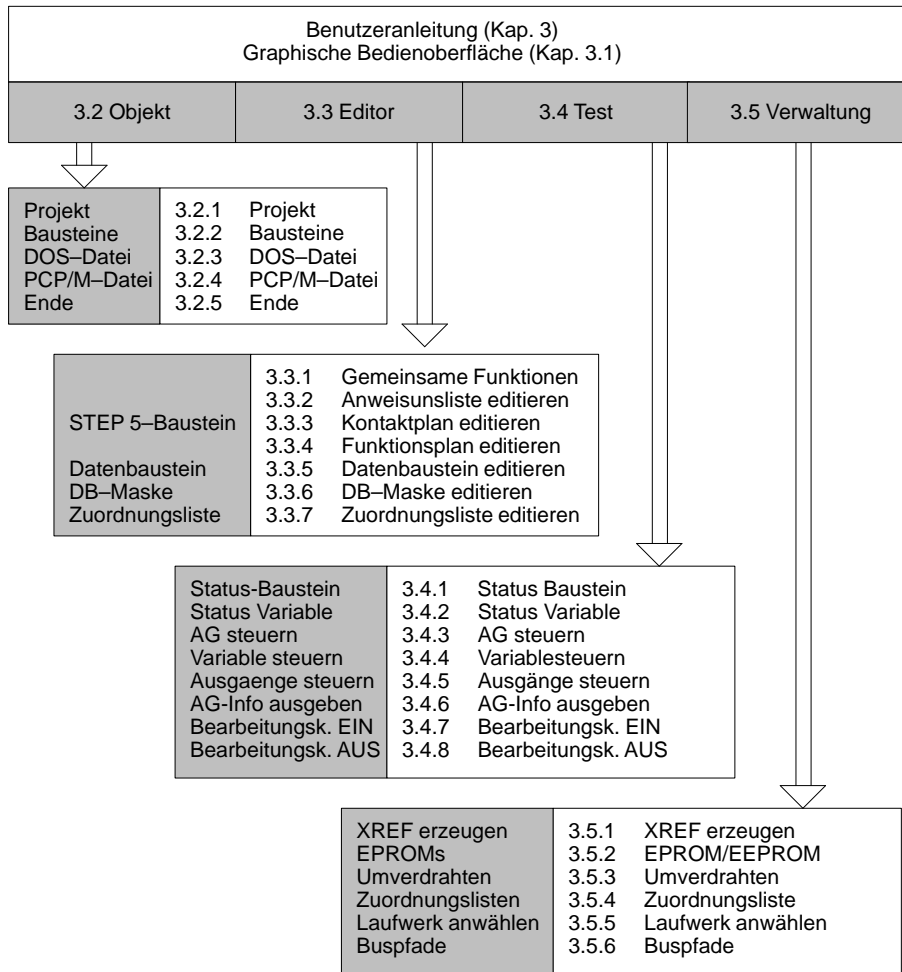 Benutzeranleitung (Kap. 3)
Graphische Bedienoberfläche (Kap. 3.1)
3.2 Objekt 3.3 Editor 3.4 Test 3.5 Verwaltung
Projekt 3.2.1 Projekt
Bausteine 3.2.2 Bausteine
DOS–Datei 3.2.3 DOS–Datei
PCP/M–Datei 3.2.4 PCP/M–Datei
Ende 3.2.5 Ende
3.3.1 Gemeinsame Funktionen
3.3.2 Anweisunsliste editieren
STEP 5–Baustein 3.3.3 Kontaktplan editieren
3.3.4 Funktionsplan editieren
Datenbaustein 3.3.5 Datenbaustein editieren
DB–Maske 3.3.6 DB–Maske editieren
Zuordnungsliste 3.3.7 Zuordnungsliste editieren
Status-Baustein 3.4.1 Status Baustein
Status Variable 3.4.2 Status Variable
AG steuern 3.4.3 AG steuern
Variable steuern 3.4.4 Variablesteuern
Ausgaenge steuern 3.4.5 Ausgänge steuern
AG-Info ausgeben 3.4.6 AG-Info ausgeben
Bearbeitungsk. EIN 3.4.7 Bearbeitungsk. EIN
Bearbeitungsk. AUS 3.4.8 Bearbeitungsk. AUS
XREF erzeugen 3.5.1 XREF erzeugen
EPROMs 3.5.2 EPROM/EEPROM
Umverdrahten 3.5.3 Umverdrahten
Zuordnungslisten 3.5.4 Zuordnungsliste
Laufwerk anwählen 3.5.5 Laufwerk anwählen
Buspfade 3.5.6 Buspfade